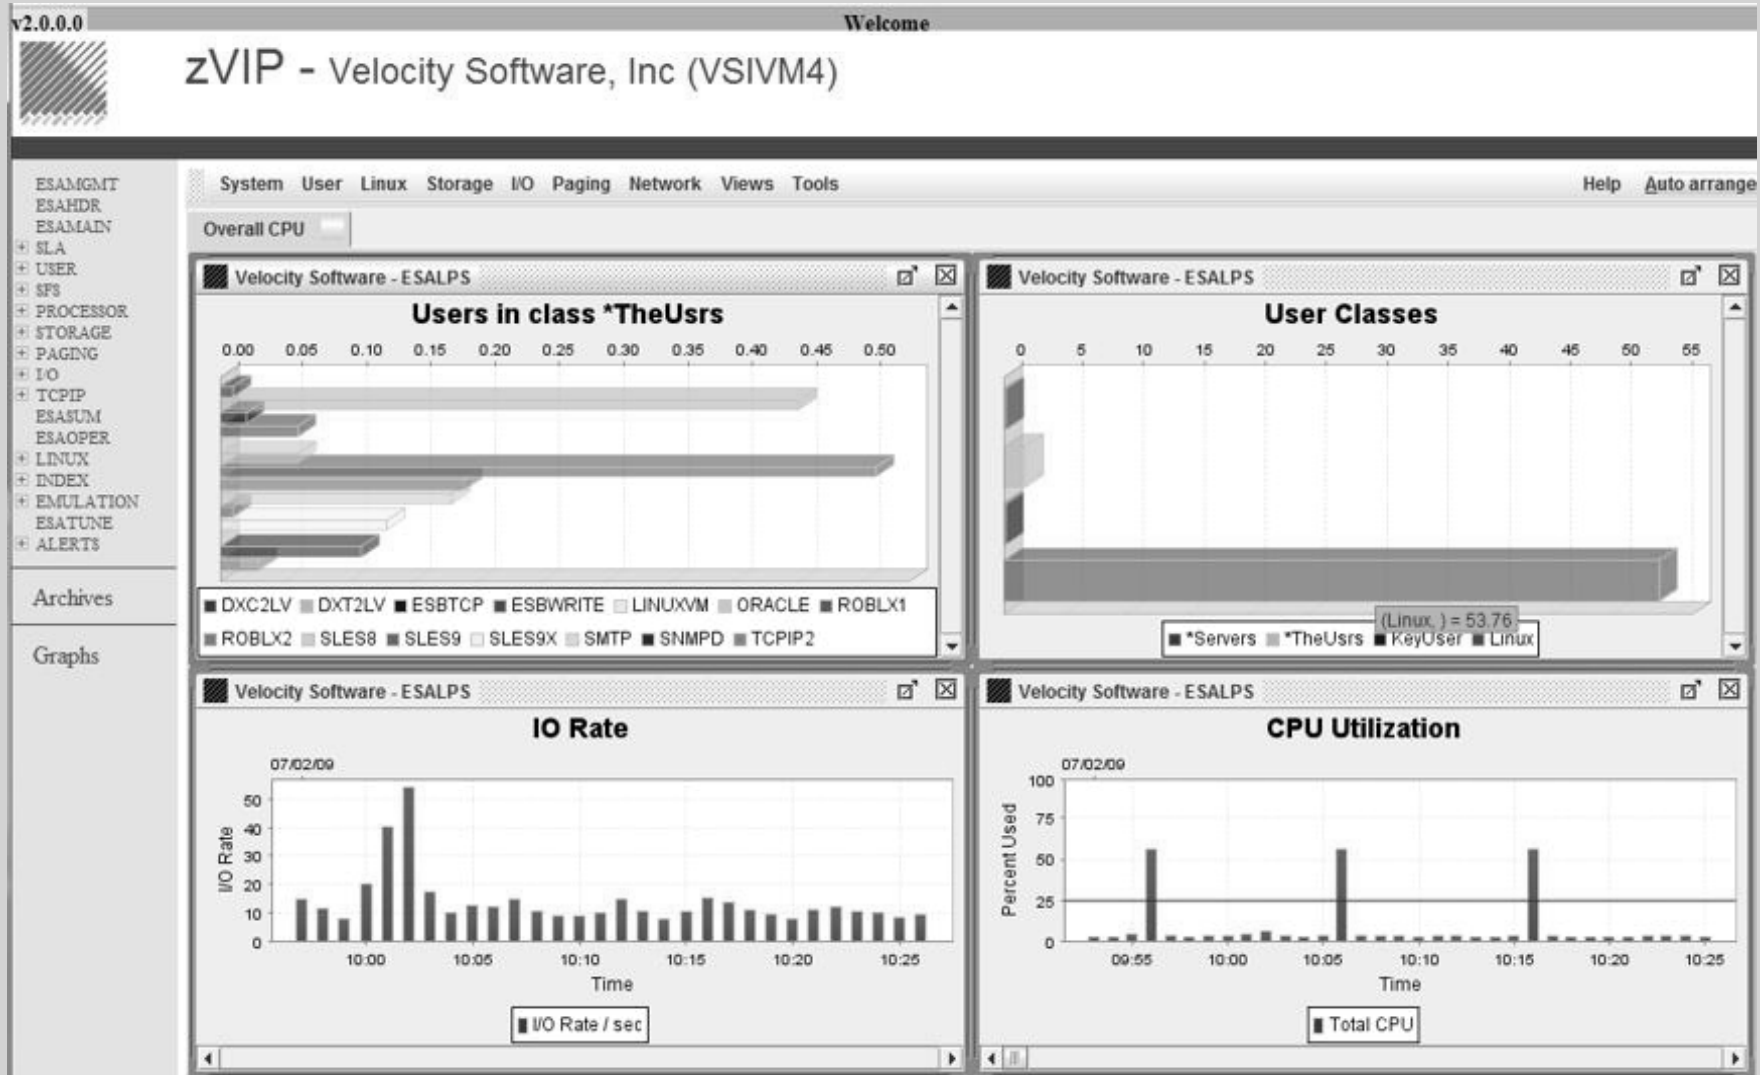 v2.0.0.0 Welcome
zVIP - Velocity Software, Inc (VSIVM4)
System User Linux Storage I/O Paging Network Views Tools Help Auto arrange
ESAMGMT
ESAHDR
ESAMAIN
SLA
USER
SFS
PROCESSOR
STORAGE
PAGING
I/O
TCPIP
ESASUM
ESAOPER
LINUX
INDEX
EMULATION
ESATUNE
ALERTS
Archives
Graphs
Overall CPU
Velocity Software - ESALPS
Users in class *TheUsrs
0.00 0.05 0.10 0.15 0.20 0.25 0.30 0.35 0.40 0.45 0.50
DXC2LV DXT2LV ESBTCP ESBWRITE LINUXVM ORACLE ROBLX1
ROBLX2 SLES8 SLES9 SLES9X SMTP SNMPD TCPIP2
Velocity Software - ESALPS
User Classes
0 5 10 15 20 25 30 35 40 45 50 55
(Linux, ) = 53.76
*Servers *TheUsrs KeyUser Linux
Velocity Software - ESALPS
IO Rate
07/02/09
I/O Rate
50
40
30
20
10
0
10:00 10:05 10:10 10:15 10:20 10:25
Time
I/O Rate / sec
Velocity Software - ESALPS
CPU Utilization
07/02/09
Percent Used
100
75
50
25
0
09:55 10:00 10:05 10:10 10:15 10:20 10:25
Time
Total CPU